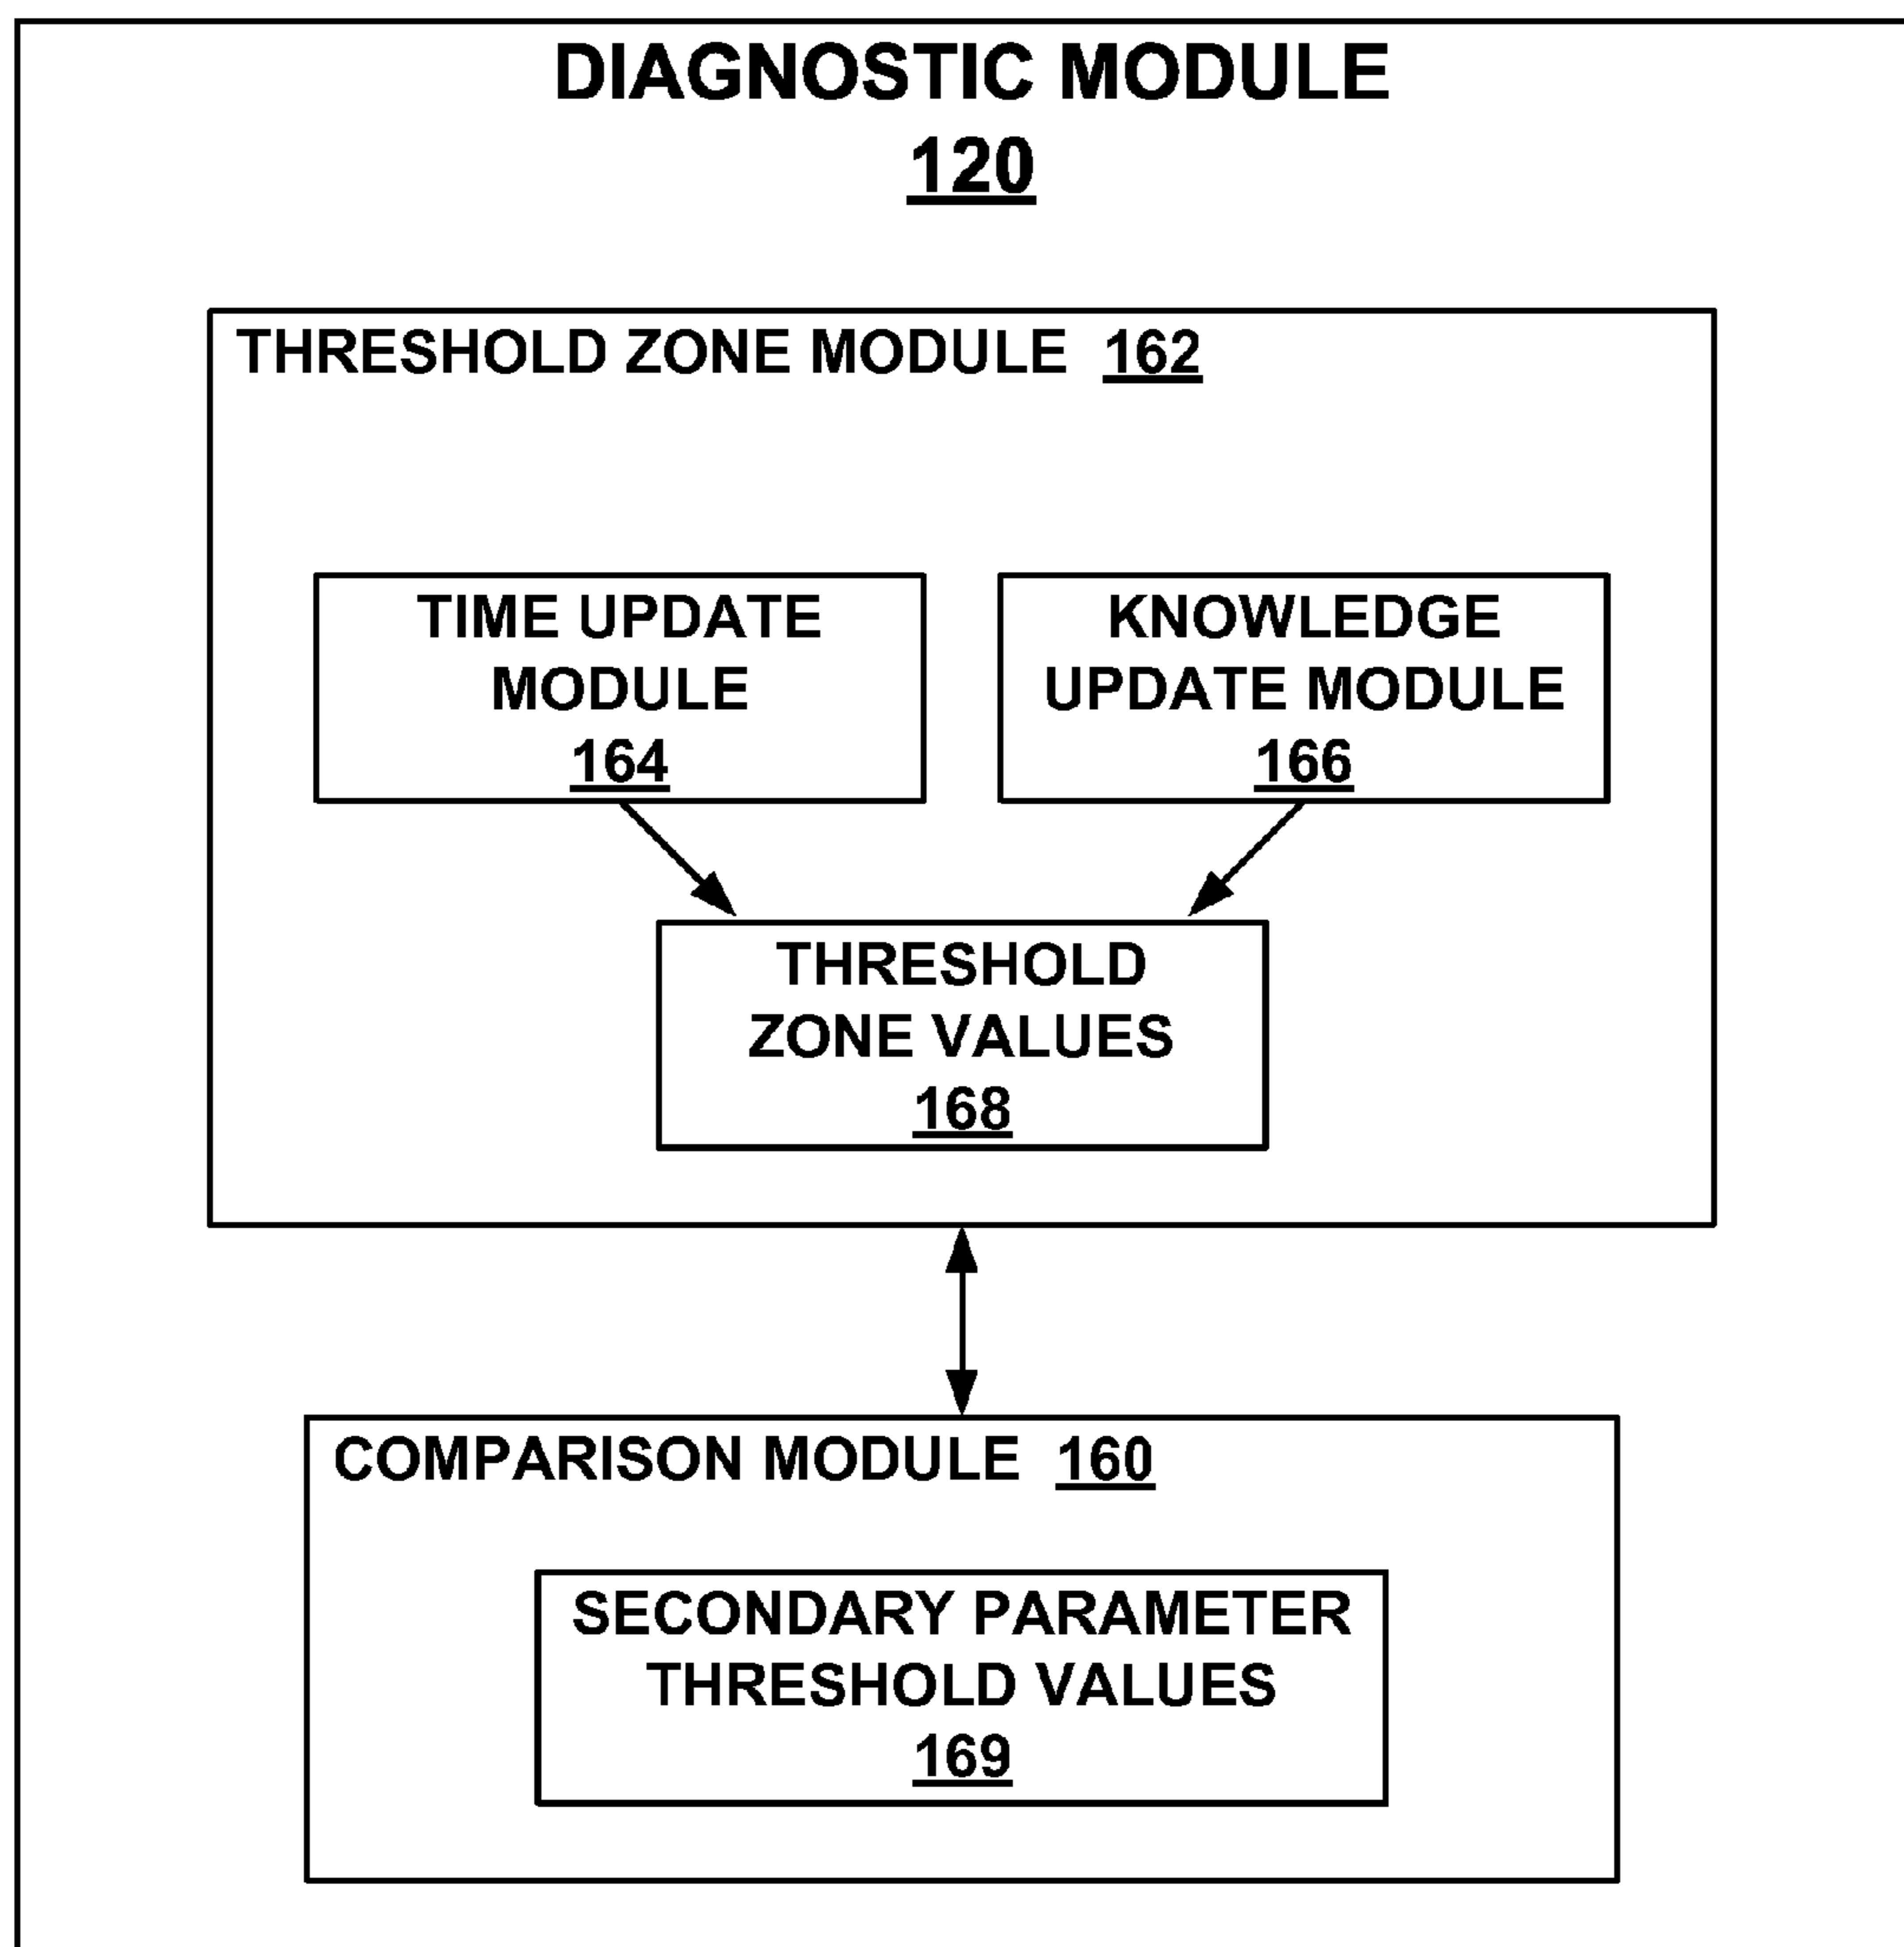 DIAGNOSTIC MODULE
120
THRESHOLD ZONE MODULE 162
TIME UPDATE
MODULE
164
KNOWLEDGE
UPDATE MODULE
166
THRESHOLD
ZONE VALUES
168
COMPARISON MODULE 160
SECONDARY PARAMETER
THRESHOLD VALUES
169